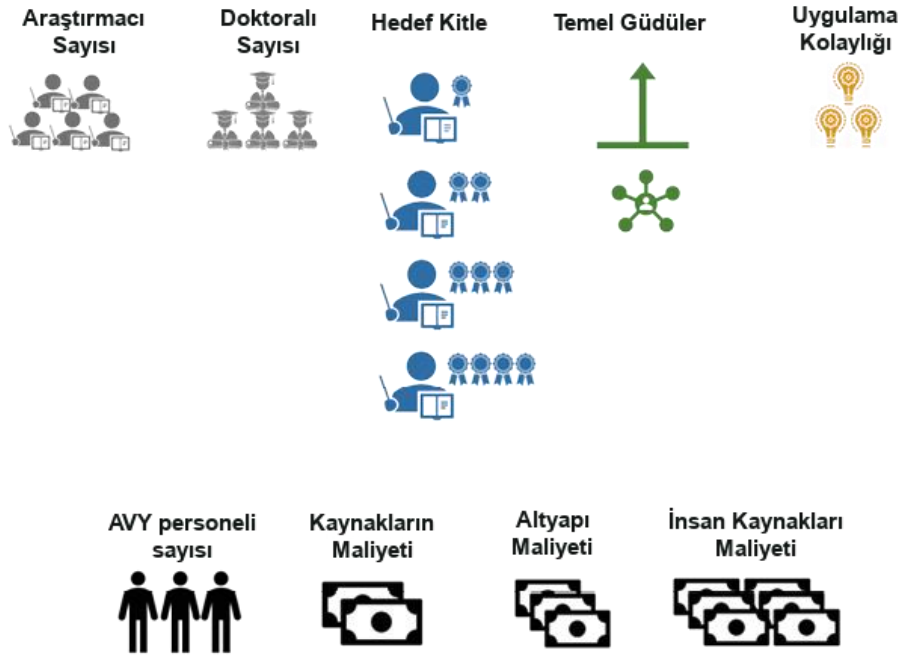 Araştırmacı
Sayısı
Doktoralı
Sayısı
Hedef Kitle
Temel Güdüler
Uygulama
Kolaylığı
AVY personeli
sayısı
Kaynakların
Maliyeti
Altyapı
Maliyeti
İnsan Kaynakları
Maliyeti